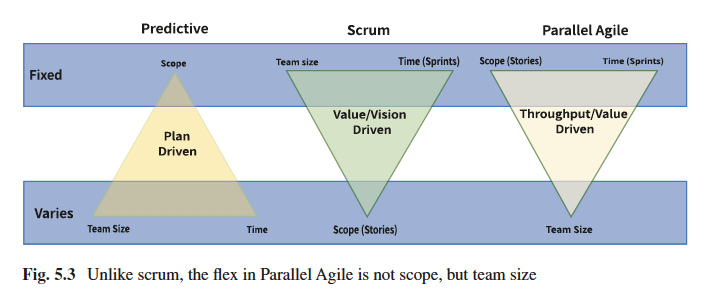 Predictive
Scrum
Parallel Agile
Fixed
Scope
Team size
Time (Sprints)
Scope (Stories)
Time (Sprints)
Plan
Driven
Value/Vision
Driven
Throughput/Value
Driven
Varies
Team Size
Time
Scope (Stories)
Team Size
Fig. 5.3 Unlike scrum, the flex in Parallel Agile is not scope, but team size